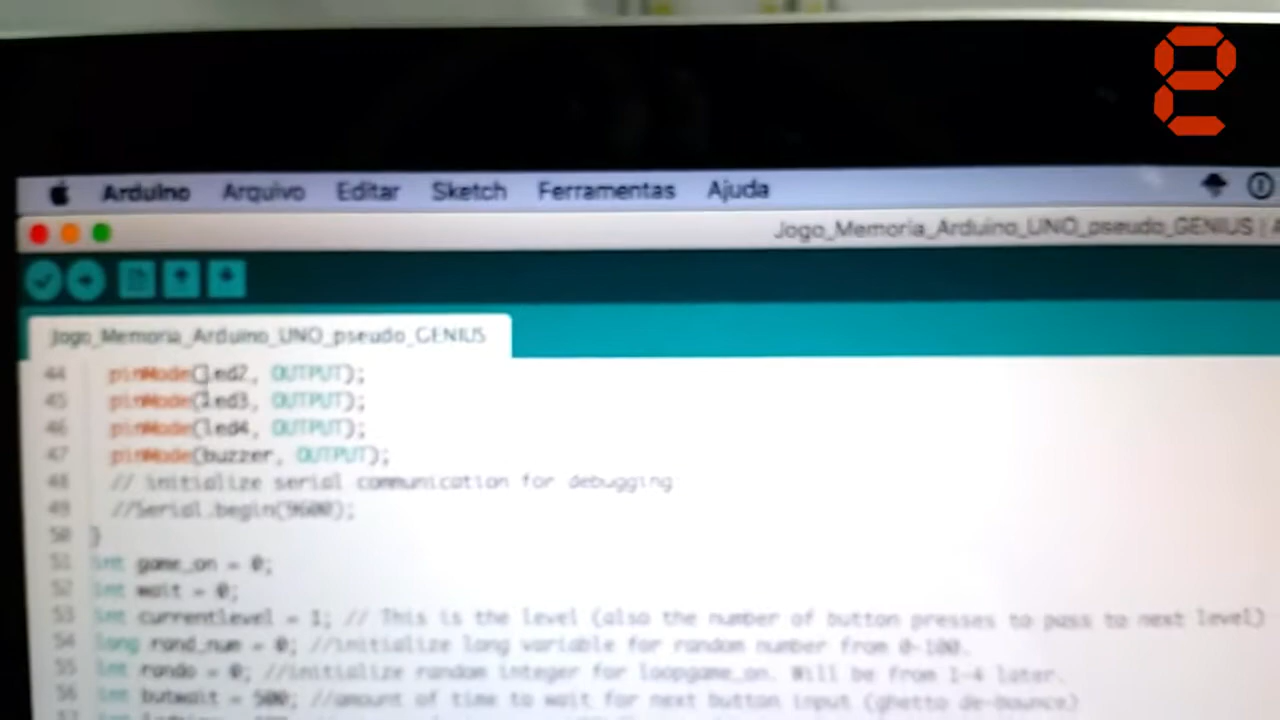 e
Arduino Arquivo Editar Sketch Ferramentas Ajuda
Jogo_Memoria_Arduino_UNO_pseudo_GENIUS |
Jogo_Memoria_Arduino_UNO_pseudo_GENIUS
44 pinMode(led2, OUTPUT);
45 pinMode(led3, OUTPUT);
46 pinMode(led4, OUTPUT);
47 pinMode(buzzer, OUTPUT);
48 // initialize serial communication for debugging
49 //Serial.begin(9600);
50 }
51 int game_on = 0;
52 int wait = 0;
53 int currentlevel = 1; // This is the level (also the number of button presses to pass to next level)
54 long rand_num = 0; //initialize long variable for random number from 0-100.
55 int rando = 0; //initialize random integer for loopgame_on. Will be from 1-4 later.
56 int butwait = 500; //amount of time to wait for next button input (ghetto de-bounce)
57 int